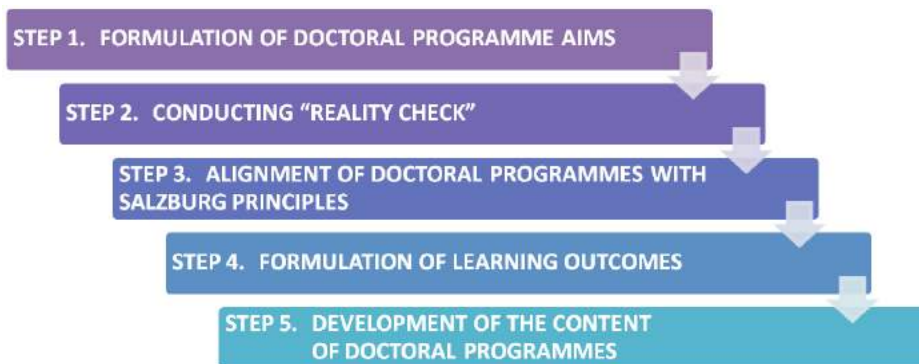 STEP 1. FORMULATION OF DOCTORAL PROGRAMME AIMS
STEP 2. CONDUCTING “REALITY CHECK”
STEP 3. ALIGNMENT OF DOCTORAL PROGRAMMES WITH
SALZBURG PRINCIPLES
STEP 4. FORMULATION OF LEARNING OUTCOMES
STEP 5. DEVELOPMENT OF THE CONTENT
OF DOCTORAL PROGRAMMES